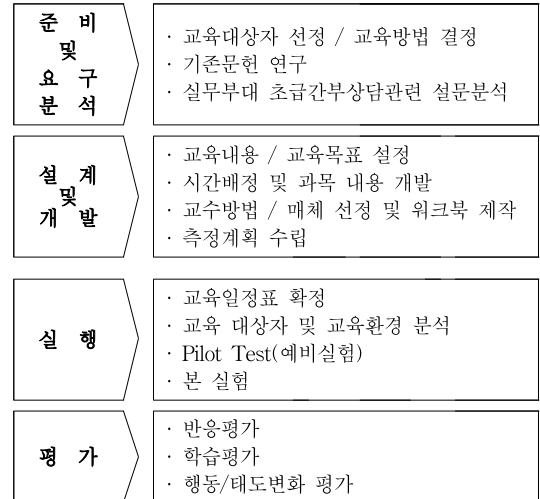 준 비
및
요 구
분 석
· 교육대상자 선정 / 교육방법 결정
· 기존문헌 연구
· 실무부대 초급간부상담관련 설문분석
설 계
및
개 발
· 교육내용 / 교육목표 설정
· 시간배정 및 과목 내용 개발
· 교수방법 / 매체 선정 및 워크북 제작
· 측정계획 수립
실 행
· 교육일정표 확정
· 교육 대상자 및 교육환경 분석
· Pilot Test(예비실험)
· 본 실험
평 가
· 반응평가
· 학습평가
· 행동/태도변화 평가